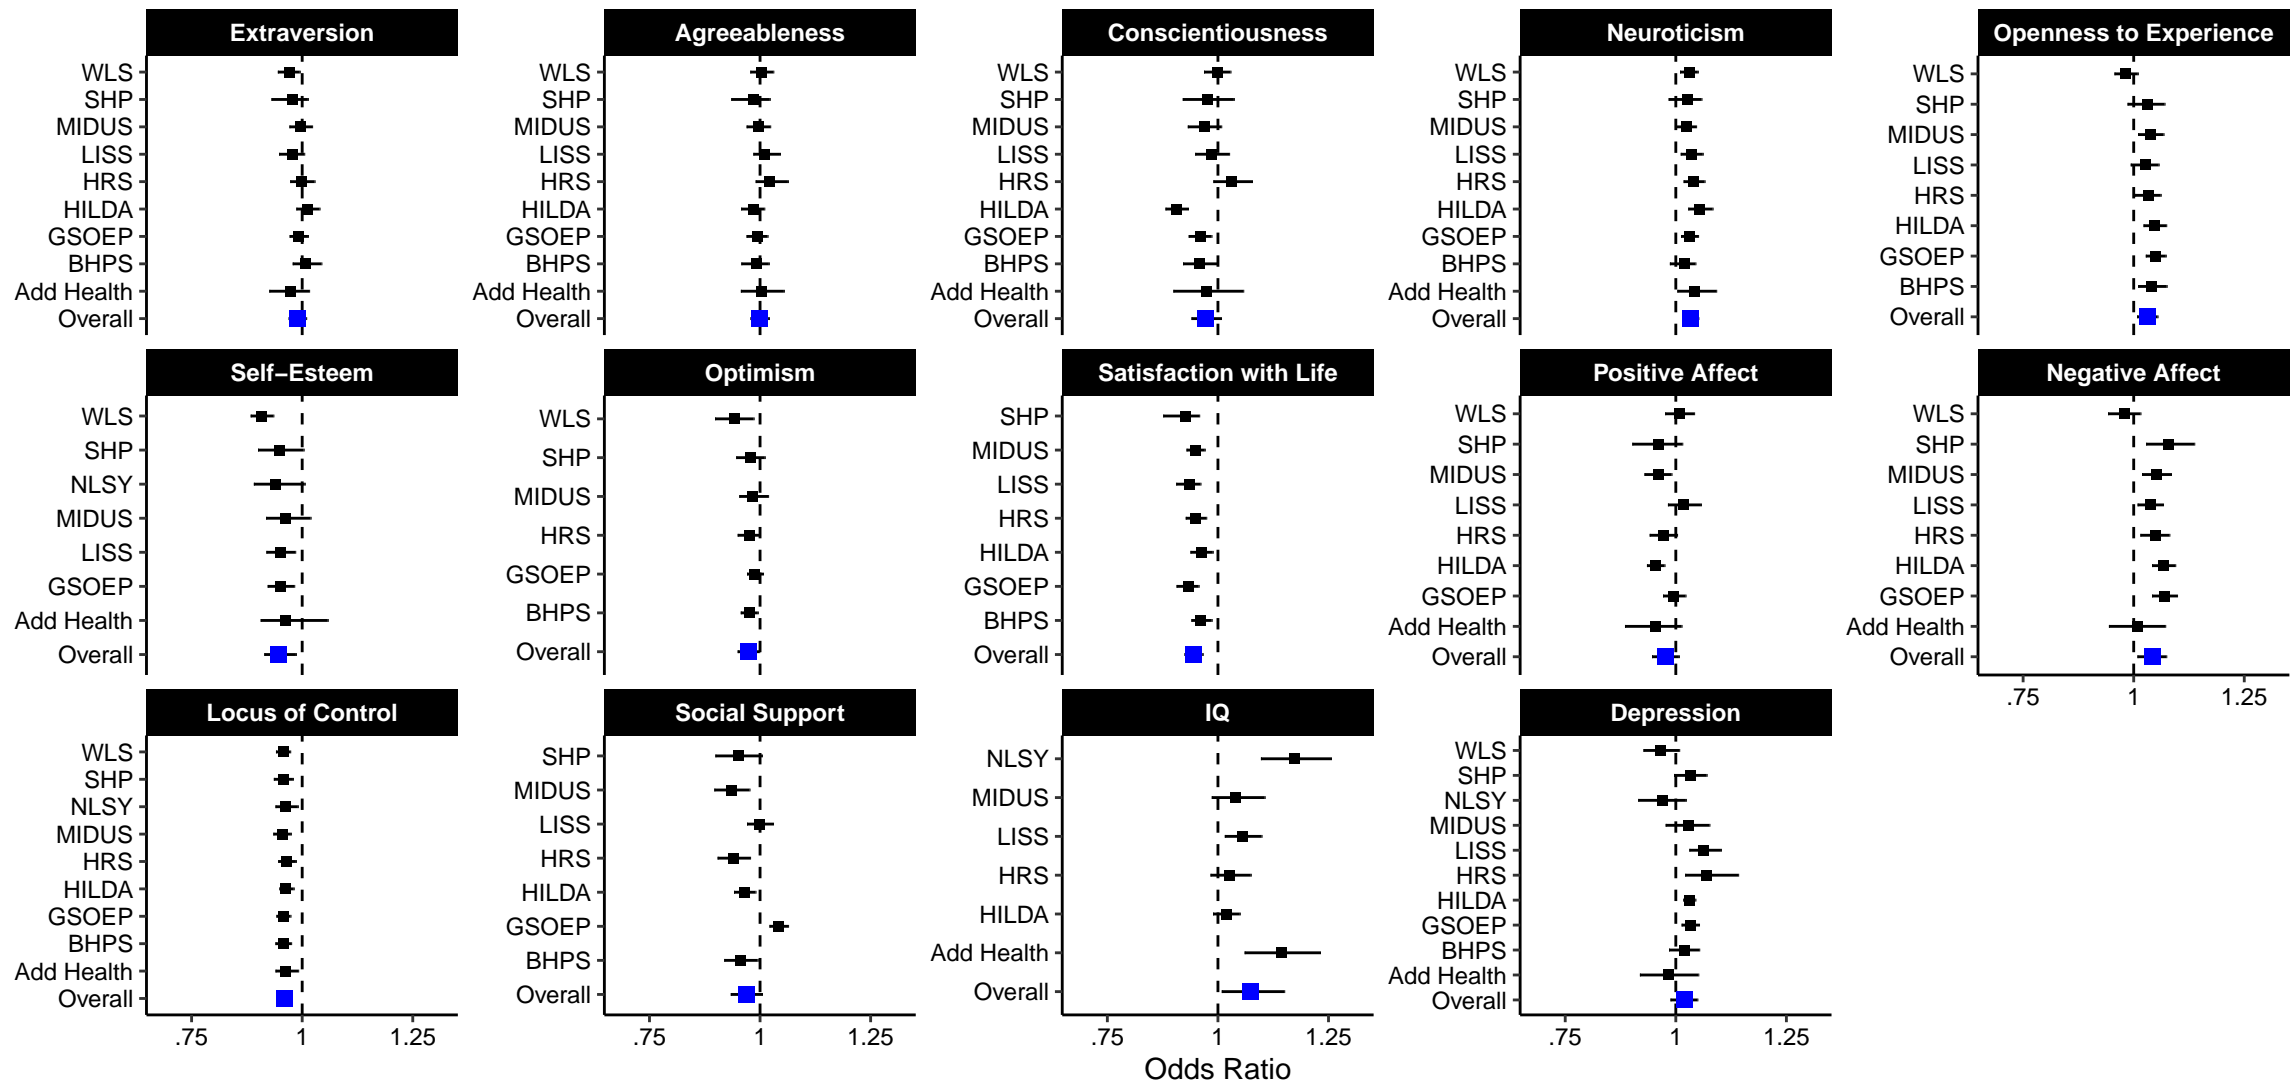 Extraversion
WLS
SHP
MIDUS
LISS
HRS
HILDA
GSOEP
BHPS
Add Health
Overall
Agreeableness
WLS
SHP
MIDUS
LISS
HRS
HILDA
GSOEP
BHPS
Add Health
Overall
Conscientiousness
WLS
SHP
MIDUS
LISS
HRS
HILDA
GSOEP
BHPS
Add Health
Overall
Neuroticism
WLS
SHP
MIDUS
LISS
HRS
HILDA
GSOEP
BHPS
Add Health
Overall
Openness to Experience
WLS
SHP
MIDUS
LISS
HRS
HILDA
GSOEP
BHPS
Overall
Self−Esteem
WLS
SHP
NLSY
MIDUS
LISS
GSOEP
Add Health
Overall
Optimism
WLS
SHP
MIDUS
HRS
GSOEP
BHPS
Overall
Satisfaction with Life
SHP
MIDUS
LISS
HRS
HILDA
GSOEP
BHPS
Overall
Positive Affect
WLS
SHP
MIDUS
LISS
HRS
HILDA
GSOEP
Add Health
Overall
Negative Affect
WLS
SHP
MIDUS
LISS
HRS
HILDA
GSOEP
Add Health
Overall
.75 1 1.25
Locus of Control
WLS
SHP
NLSY
MIDUS
HRS
HILDA
GSOEP
BHPS
Add Health
Overall
.75 1 1.25
Social Support
SHP
MIDUS
LISS
HRS
HILDA
GSOEP
BHPS
Overall
.75 1 1.25
IQ
NLSY
MIDUS
LISS
HRS
HILDA
Add Health
Overall
.75 1 1.25
Depression
WLS
SHP
NLSY
MIDUS
LISS
HRS
HILDA
GSOEP
BHPS
Add Health
Overall
.75 1 1.25
Odds Ratio